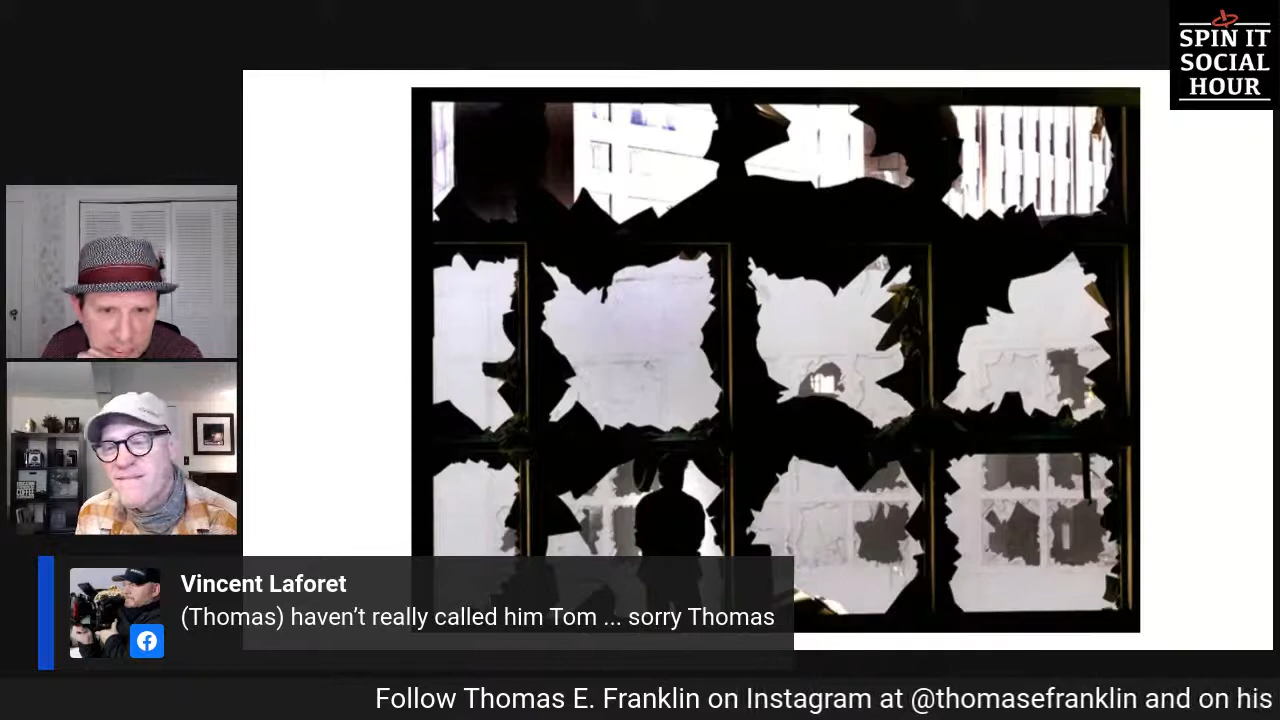 SPIN IT
SOCIAL
HOUR
Vincent Laforet
(Thomas) haven’t really called him Tom ... sorry Thomas
Follow Thomas E. Franklin on Instagram at @thomasefranklin and on his